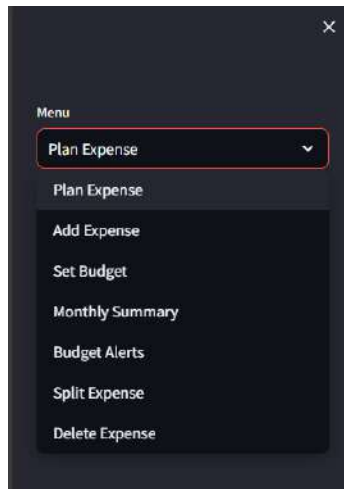 Menu
Plan Expense
Plan Expense
Add Expense
Set Budget
Monthly Summary
Budget Alerts
Split Expense
Delete Expense